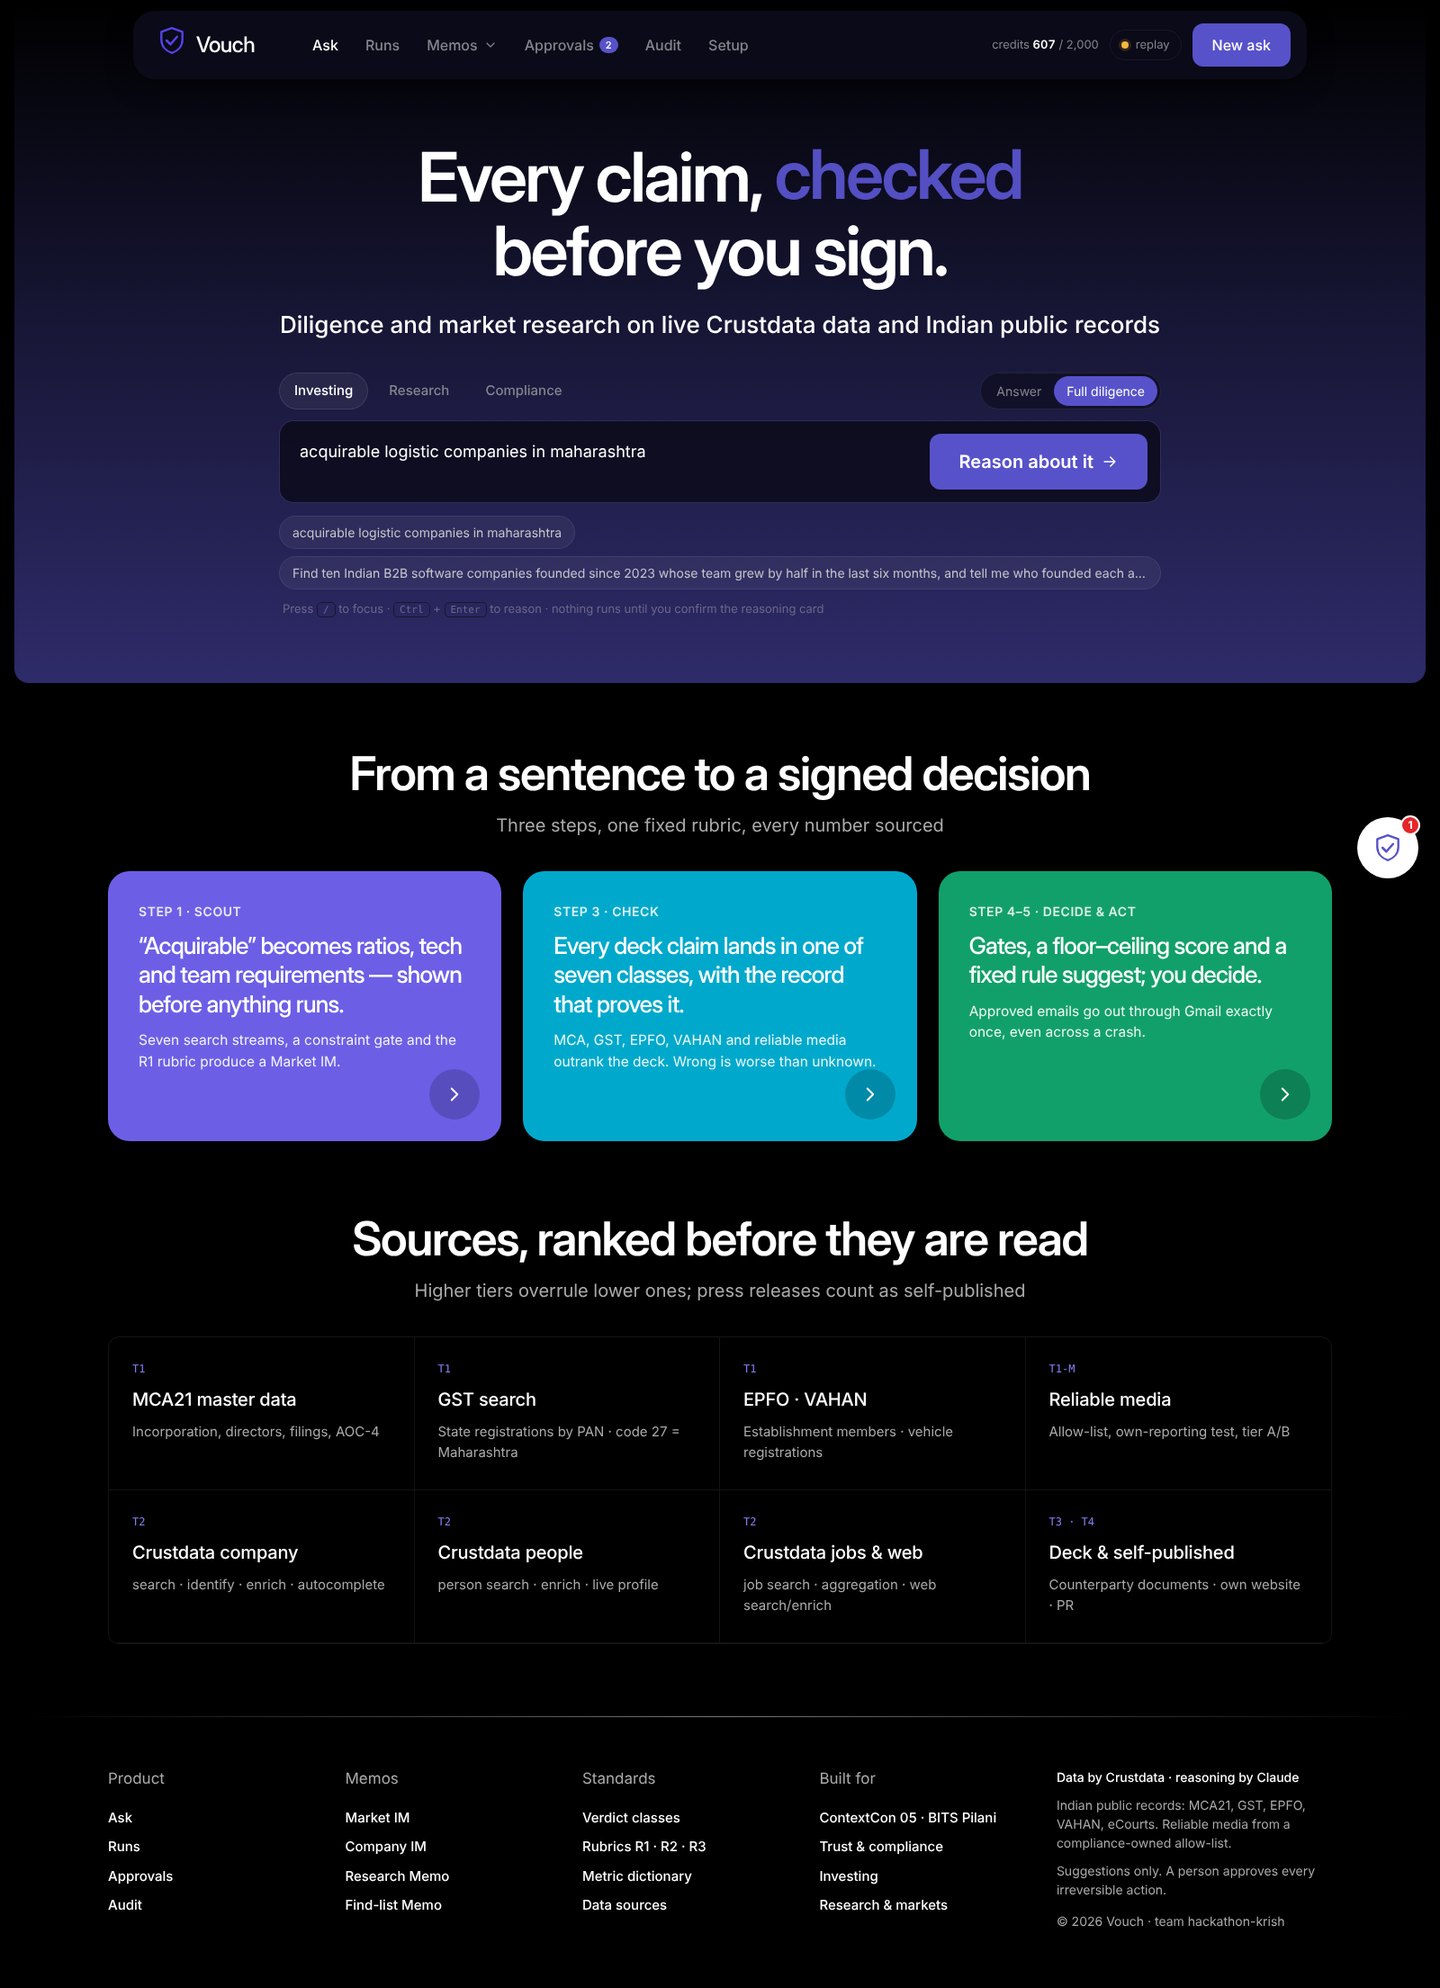 Vouch
Ask
Runs
Memos
Approvals 2
Audit
Setup
credits 607 / 2,000
replay
New ask
Every claim, checked
before you sign.
Diligence and market research on live Crustdata data and Indian public records
Investing
Research
Compliance
Answer
Full diligence
acquirable logistic companies in maharashtra
Reason about it →
acquirable logistic companies in maharashtra
Find ten Indian B2B software companies founded since 2023 whose team grew by half in the last six months, and tell me who founded each a...
Press / to focus · Ctrl + Enter to reason · nothing runs until you confirm the reasoning card
From a sentence to a signed decision
Three steps, one fixed rubric, every number sourced
1
STEP 1 · SCOUT
“Acquirable” becomes ratios, tech
and team requirements — shown
before anything runs.
Seven search streams, a constraint gate and the
R1 rubric produce a Market IM.
STEP 3 · CHECK
Every deck claim lands in one of
seven classes, with the record
that proves it.
MCA, GST, EPFO, VAHAN and reliable media
outrank the deck. Wrong is worse than unknown.
STEP 4–5 · DECIDE & ACT
Gates, a floor–ceiling score and a
fixed rule suggest; you decide.
Approved emails go out through Gmail exactly
once, even across a crash.
Sources, ranked before they are read
Higher tiers overrule lower ones; press releases count as self-published
T1
MCA21 master data
Incorporation, directors, filings, AOC-4
T1
GST search
State registrations by PAN · code 27 =
Maharashtra
T1
EPFO · VAHAN
Establishment members · vehicle
registrations
T1-M
Reliable media
Allow-list, own-reporting test, tier A/B
T2
Crustdata company
search · identify · enrich · autocomplete
T2
Crustdata people
person search · enrich · live profile
T2
Crustdata jobs & web
job search · aggregation · web
search/enrich
T3 · T4
Deck & self-published
Counterparty documents · own website
· PR
Product
Ask
Runs
Approvals
Audit
Memos
Market IM
Company IM
Research Memo
Find-list Memo
Standards
Verdict classes
Rubrics R1 · R2 · R3
Metric dictionary
Data sources
Built for
ContextCon 05 · BITS Pilani
Trust & compliance
Investing
Research & markets
Data by Crustdata · reasoning by Claude
Indian public records: MCA21, GST, EPFO,
VAHAN, eCourts. Reliable media from a
compliance-owned allow-list.
Suggestions only. A person approves every
irreversible action.
© 2026 Vouch · team hackathon-krish